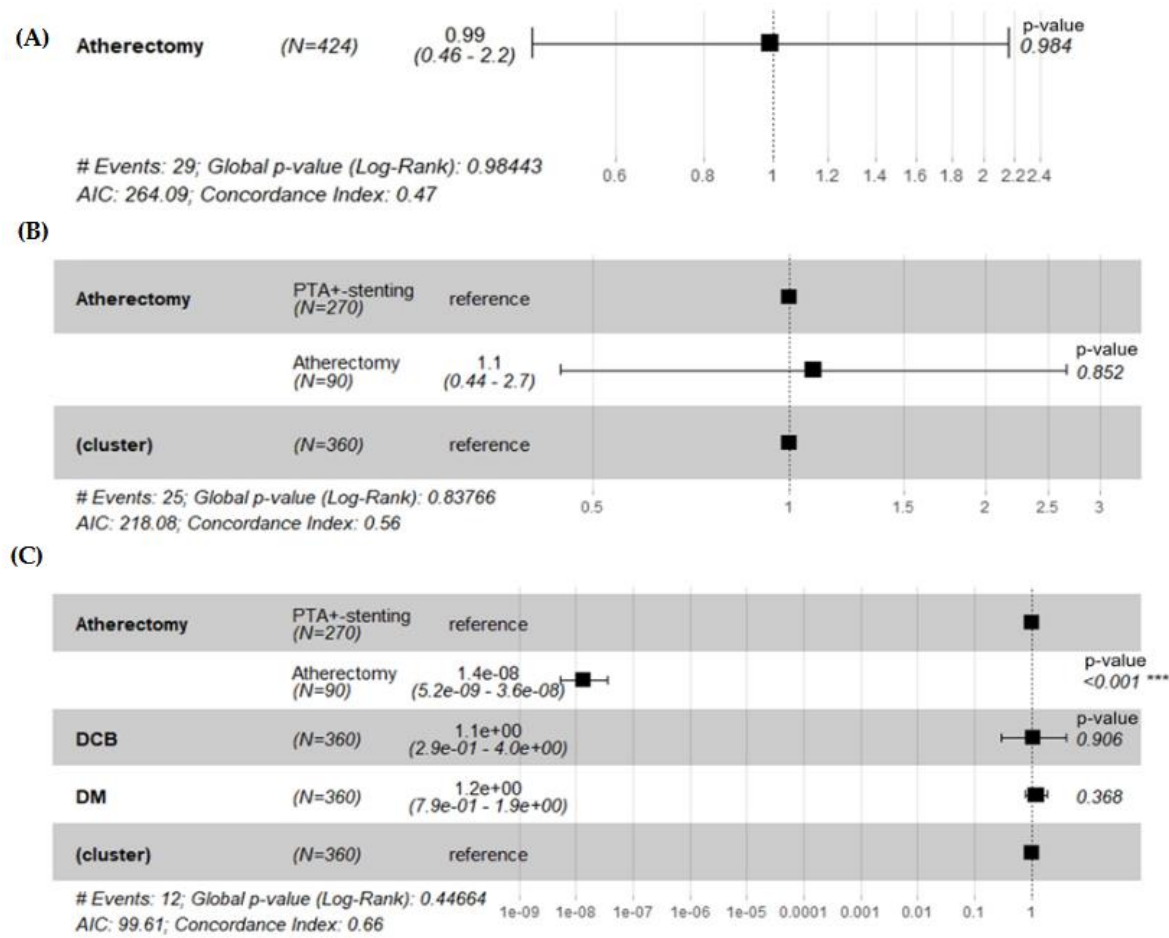 (A)
p-value
Atherectomy (N=424) 0.99 0.984
(0.46 - 2.2)
# Events: 29; Global p-value (Log-Rank): 0.98443
AIC: 264.09; Concordance Index: 0.47
0.6 0.8 1 1.2 1.4 1.6 1.8 2 2.2 2.4
(B)
Atherectomy PTA+-stenting reference
(N=270)
p-value
Atherectomy 1.1 0.852
(N=90) (0.44 - 2.7)
(cluster) (N=360) reference
# Events: 25; Global p-value (Log-Rank): 0.83766
AIC: 218.08; Concordance Index: 0.56
0.5 1 1.5 2 2.5 3
(C)
Atherectomy PTA+-stenting reference
(N=270)
p-value
Atherectomy 1.4e-08 <0.001 ***
(N=90) (5.2e-09 - 3.6e-08)
p-value
DCB (N=360) 1.1e+00 0.906
(2.9e-01 - 4.0e+00)
DM (N=360) 1.2e+00 0.368
(7.9e-01 - 1.9e+00)
(cluster) (N=360) reference
# Events: 12; Global p-value (Log-Rank): 0.44664
AIC: 99.61; Concordance Index: 0.66
1e-09 1e-08 1e-07 1e-06 1e-05 0.0001 0.001 0.01 0.1 1